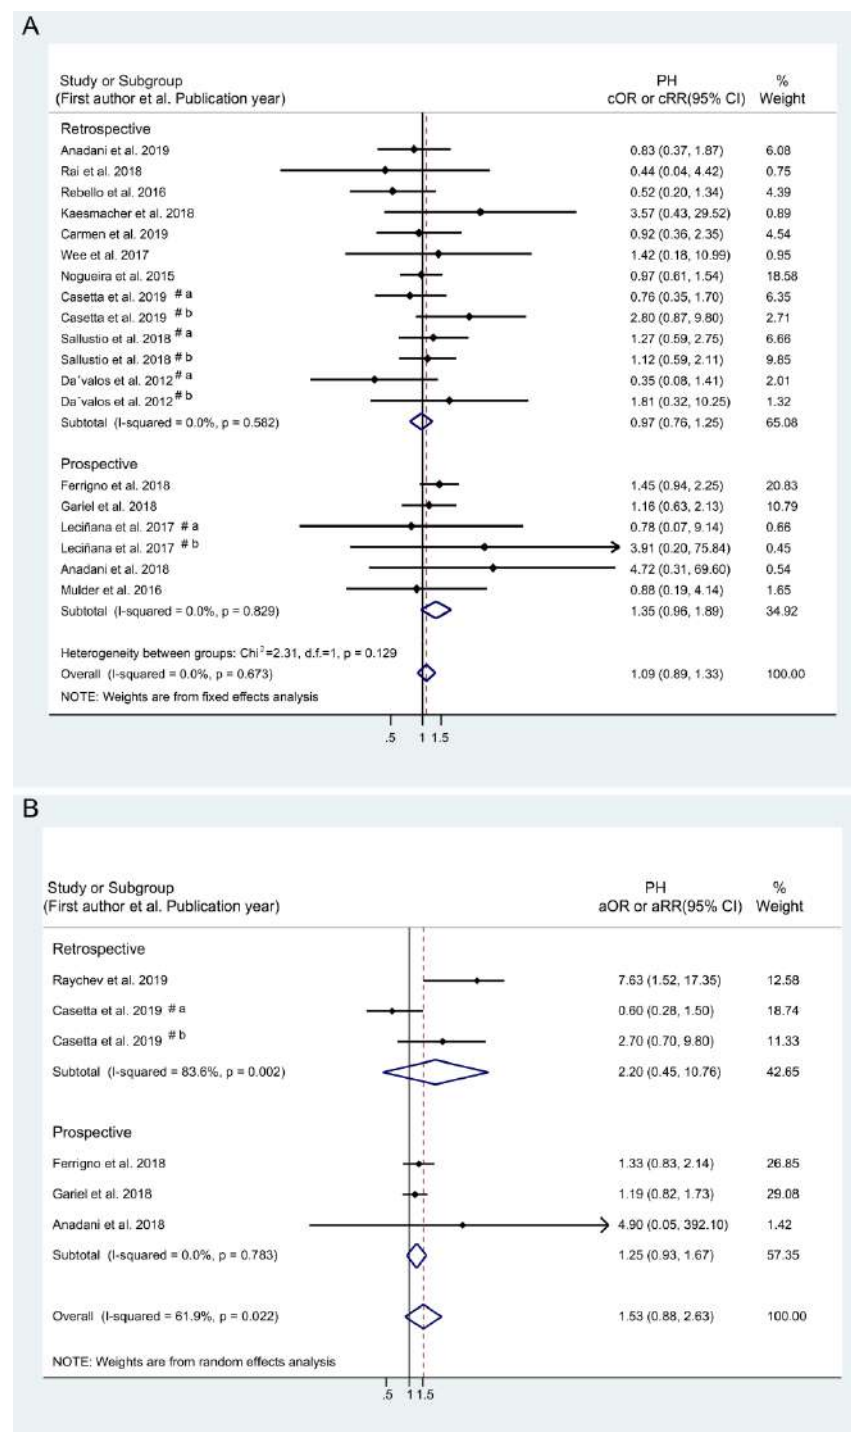 A
Study or Subgroup PH %
(First author et al. Publication year) cOR or cRR(95% CI) Weight
Retrospective
Anadani et al. 2019 0.83 (0.37, 1.87) 6.08
Rai et al. 2018 0.44 (0.04, 4.42) 0.75
Rebello et al. 2016 0.52 (0.20, 1.34) 4.39
Kaesmacher et al. 2018 3.57 (0.43, 29.52) 0.89
Carmen et al. 2019 0.92 (0.36, 2.35) 4.54
Wee et al. 2017 1.42 (0.18, 10.99) 0.95
Nogueira et al. 2015 0.97 (0.61, 1.54) 18.58
Casetta et al. 2019 # a 0.76 (0.35, 1.70) 6.35
Casetta et al. 2019 # b 2.80 (0.87, 9.80) 2.71
Sallustio et al. 2018 # a 1.27 (0.59, 2.75) 6.66
Sallustio et al. 2018 # b 1.12 (0.59, 2.11) 9.85
Da´valos et al. 2012 # a 0.35 (0.08, 1.41) 2.01
Da´valos et al. 2012 # b 1.81 (0.32, 10.25) 1.32
Subtotal (I-squared = 0.0%, p = 0.582) 0.97 (0.76, 1.25) 65.08
Prospective
Ferrigno et al. 2018 1.45 (0.94, 2.25) 20.83
Gariel et al. 2018 1.16 (0.63, 2.13) 10.79
Leciñana et al. 2017 # a 0.78 (0.07, 9.14) 0.66
Leciñana et al. 2017 # b 3.91 (0.20, 75.84) 0.45
Anadani et al. 2018 4.72 (0.31, 69.60) 0.54
Mulder et al. 2016 0.88 (0.19, 4.14) 1.65
Subtotal (I-squared = 0.0%, p = 0.829) 1.35 (0.96, 1.89) 34.92
Heterogeneity between groups: Chi²=2.31, d.f.=1, p = 0.129
Overall (I-squared = 0.0%, p = 0.673) 1.09 (0.89, 1.33) 100.00
NOTE: Weights are from fixed effects analysis
.5 1 1.5
B
Study or Subgroup PH %
(First author et al. Publication year) aOR or aRR(95% CI) Weight
Retrospective
Raychev et al. 2019 7.63 (1.52, 17.35) 12.58
Casetta et al. 2019 # a 0.60 (0.28, 1.50) 18.74
Casetta et al. 2019 # b 2.70 (0.70, 9.80) 11.33
Subtotal (I-squared = 83.6%, p = 0.002) 2.20 (0.45, 10.76) 42.65
Prospective
Ferrigno et al. 2018 1.33 (0.83, 2.14) 26.85
Gariel et al. 2018 1.19 (0.82, 1.73) 29.08
Anadani et al. 2018 4.90 (0.05, 392.10) 1.42
Subtotal (I-squared = 0.0%, p = 0.783) 1.25 (0.93, 1.67) 57.35
Overall (I-squared = 61.9%, p = 0.022) 1.53 (0.88, 2.63) 100.00
NOTE: Weights are from random effects analysis
.5 1 1.5